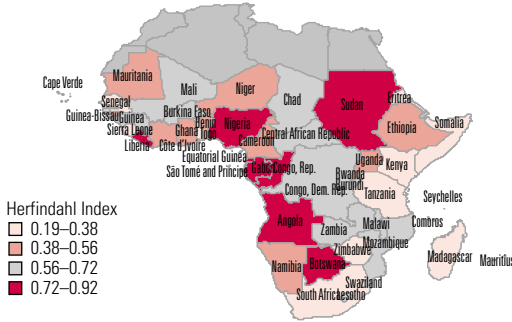 Cape Verde
Mauritania
Mali
Niger
Chad
Sudan
Eritrea
Senegal
Guinea-Bissau
Guinea
Burkina Faso
Benin
Nigeria
Ethiopia
Somalia
Sierra Leone
Ghana
Togo
Liberia
Côte d'Ivoire
Cameroon
Central African Republic
Equatorial Guinea
São Tomé and Principe
Gabon
Congo, Rep.
Uganda
Kenya
Rwanda
Burundi
Congo, Dem. Rep.
Tanzania
Seychelles
Herfindahl Index
0.19–0.38
0.38–0.56
0.56–0.72
0.72–0.92
Angola
Zambia
Malawi
Combros
Mozambique
Zimbabwe
Madagascar
Mauritius
Namibia
Botswana
Swaziland
South Africa
Lesotho